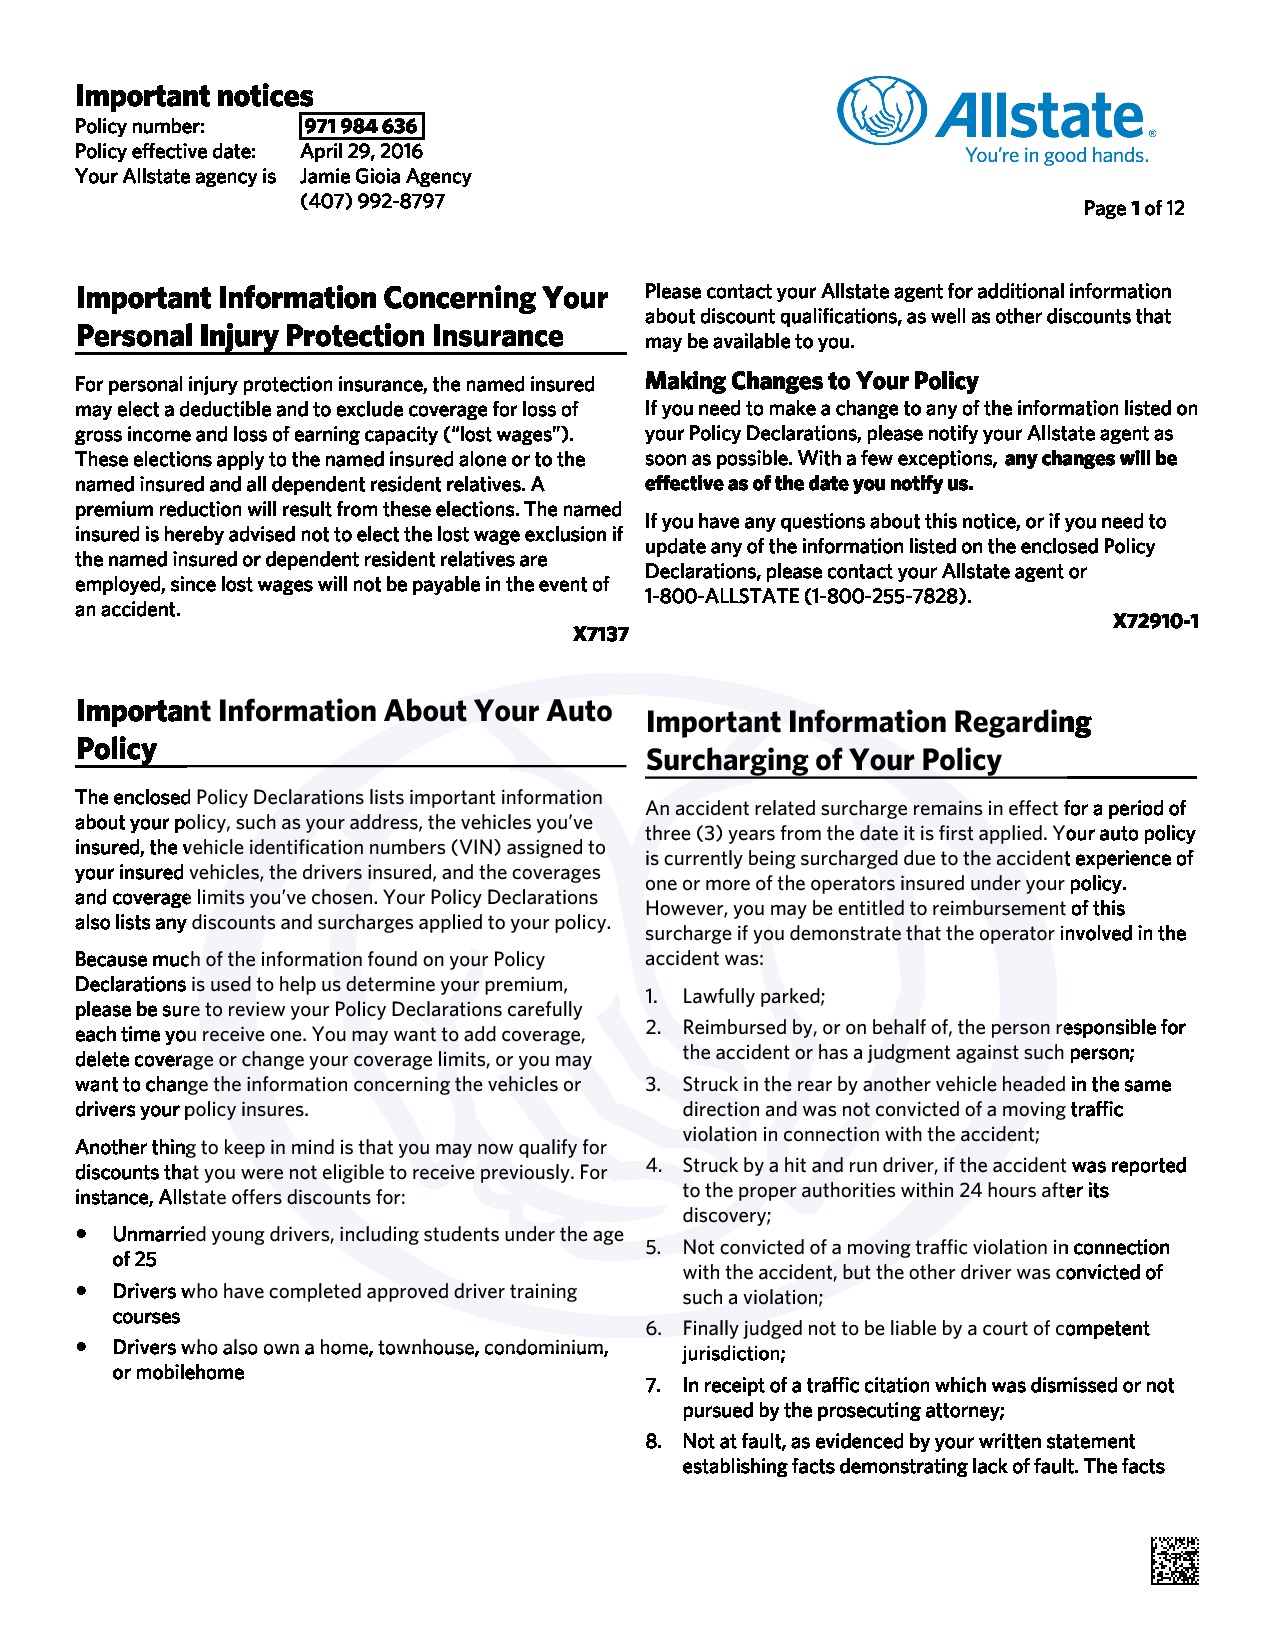 Important notices
Policy number: 971 984 636
Policy effective date: April 29, 2016
Your Allstate agency is Jamie Gioia Agency
(407) 992-8797
Allstate®
You're in good hands.
Page 1 of 12
Important Information Concerning Your
Personal Injury Protection Insurance
For personal injury protection insurance, the named insured
may elect a deductible and to exclude coverage for loss of
gross income and loss of earning capacity (“lost wages”).
These elections apply to the named insured alone or to the
named insured and all dependent resident relatives. A
premium reduction will result from these elections. The named
insured is hereby advised not to elect the lost wage exclusion if
the named insured or dependent resident relatives are
employed, since lost wages will not be payable in the event of
an accident.
X7137
Important Information About Your Auto
Policy
The enclosed Policy Declarations lists important information
about your policy, such as your address, the vehicles you’ve
insured, the vehicle identification numbers (VIN) assigned to
your insured vehicles, the drivers insured, and the coverages
and coverage limits you’ve chosen. Your Policy Declarations
also lists any discounts and surcharges applied to your policy.
Because much of the information found on your Policy
Declarations is used to help us determine your premium,
please be sure to review your Policy Declarations carefully
each time you receive one. You may want to add coverage,
delete coverage or change your coverage limits, or you may
want to change the information concerning the vehicles or
drivers your policy insures.
Another thing to keep in mind is that you may now qualify for
discounts that you were not eligible to receive previously. For
instance, Allstate offers discounts for:
• Unmarried young drivers, including students under the age
of 25
• Drivers who have completed approved driver training
courses
• Drivers who also own a home, townhouse, condominium,
or mobilehome
Please contact your Allstate agent for additional information
about discount qualifications, as well as other discounts that
may be available to you.
Making Changes to Your Policy
If you need to make a change to any of the information listed on
your Policy Declarations, please notify your Allstate agent as
soon as possible. With a few exceptions, any changes will be
effective as of the date you notify us.
If you have any questions about this notice, or if you need to
update any of the information listed on the enclosed Policy
Declarations, please contact your Allstate agent or
1-800-ALLSTATE (1-800-255-7828).
X72910-1
Important Information Regarding
Surcharging of Your Policy
An accident related surcharge remains in effect for a period of
three (3) years from the date it is first applied. Your auto policy
is currently being surcharged due to the accident experience of
one or more of the operators insured under your policy.
However, you may be entitled to reimbursement of this
surcharge if you demonstrate that the operator involved in the
accident was:
1. Lawfully parked;
2. Reimbursed by, or on behalf of, the person responsible for
the accident or has a judgment against such person;
3. Struck in the rear by another vehicle headed in the same
direction and was not convicted of a moving traffic
violation in connection with the accident;
4. Struck by a hit and run driver, if the accident was reported
to the proper authorities within 24 hours after its
discovery;
5. Not convicted of a moving traffic violation in connection
with the accident, but the other driver was convicted of
such a violation;
6. Finally judged not to be liable by a court of competent
jurisdiction;
7. In receipt of a traffic citation which was dismissed or not
pursued by the prosecuting attorney;
8. Not at fault, as evidenced by your written statement
establishing facts demonstrating lack of fault. The facts